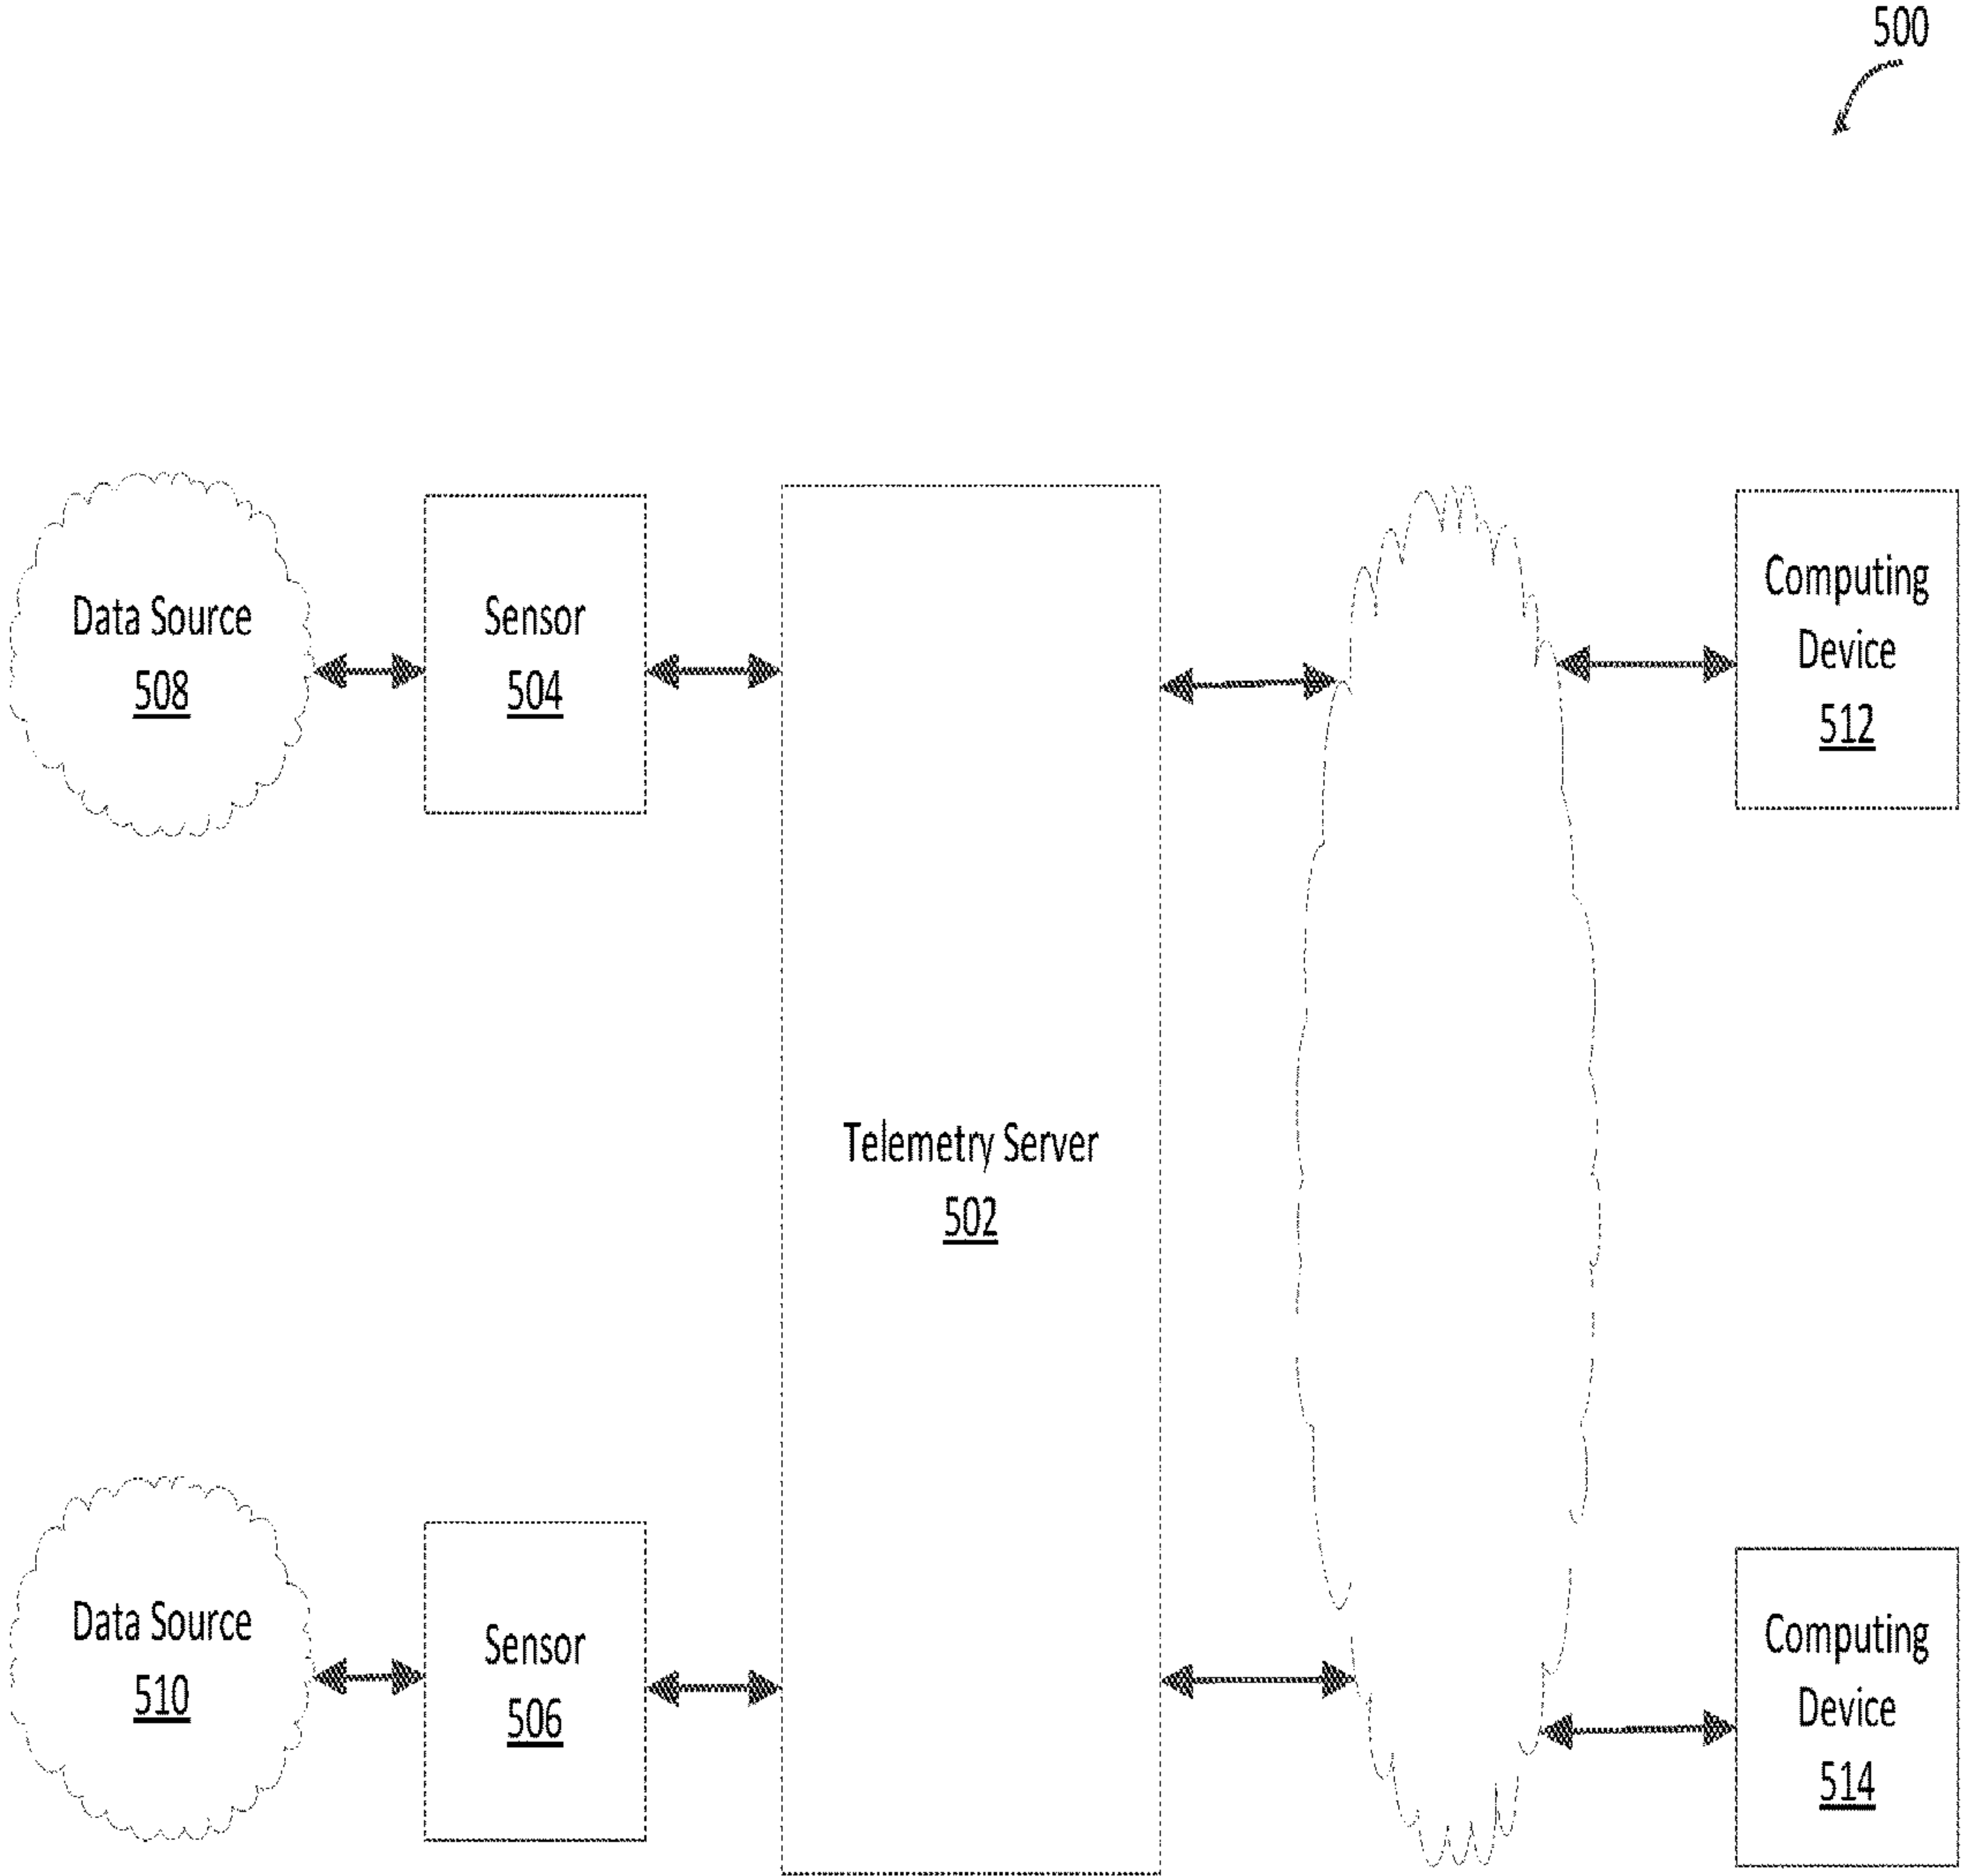 500
Data Source
508
Sensor
504
Computing
Device
512
Telemetry Server
502
Data Source
510
Sensor
506
Computing
Device
514